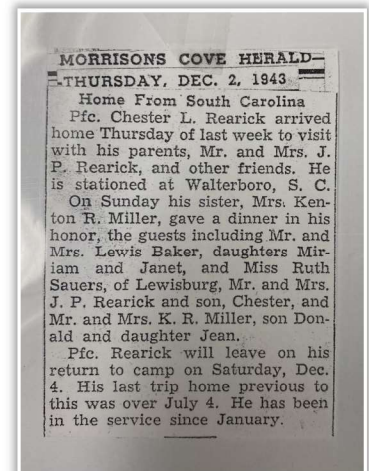 MORRISONS COVE HERALD—
THURSDAY, DEC. 2, 1943
Home From South Carolina
Pfc. Chester L. Rearick arrived
home Thursday of last week to visit
with his parents, Mr. and Mrs. J.
P. Rearick, and other friends. He
is stationed at Walterboro, S. C.
On Sunday his sister, Mrs. Ken-
ton R. Miller, gave a dinner in his
honor, the guests including Mr. and
Mrs. Lewis Baker, daughters Mir-
iam and Janet, and Miss Ruth
Sauers, of Lewisburg, Mr. and Mrs.
J. P. Rearick and son, Chester, and
Mr. and Mrs. K. R. Miller, son Don-
ald and daughter Jean.
Pfc. Rearick will leave on his
return to camp on Saturday, Dec.
4. His last trip home previous to
this was over July 4. He has been
in the service since January.